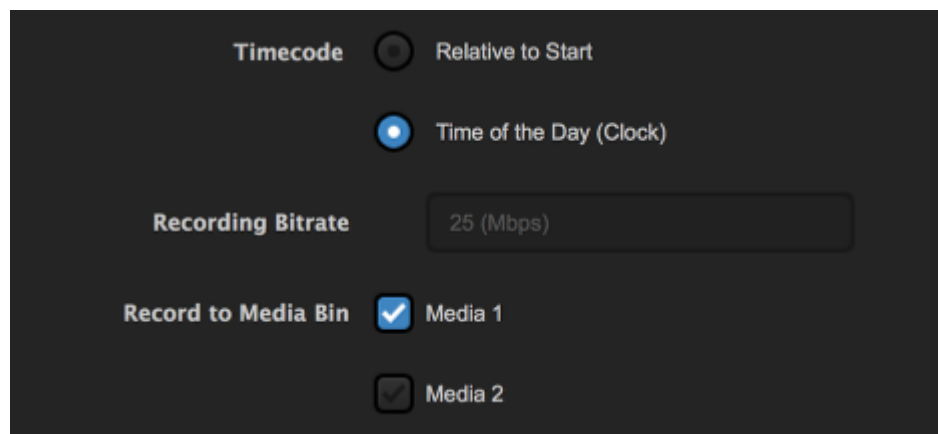 Timecode Relative to Start
Time of the Day (Clock)
Recording Bitrate 25 (Mbps)
Record to Media Bin Media 1
Media 2